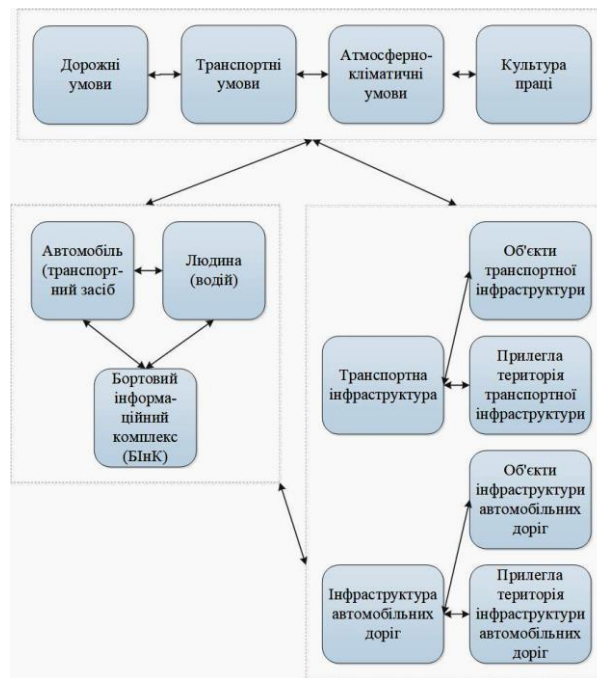 Дорожні
умови
Транспортні
умови
Атмосферно-
кліматичні
умови
Культура
праці
Автомобіль
(транспорт-
ний засіб
Людина
(водій)
Бортовий
інформа-
ційний
комплекс
(БІнК)
Об'єкти
транспортної
інфраструктури
Транспортна
інфраструктура
Прилегла
територія
транспортної
інфраструктури
Об'єкти
інфраструктури
автомобільних
доріг
Інфраструктура
автомобільних
доріг
Прилегла
територія
інфраструктури
автомобільних
доріг